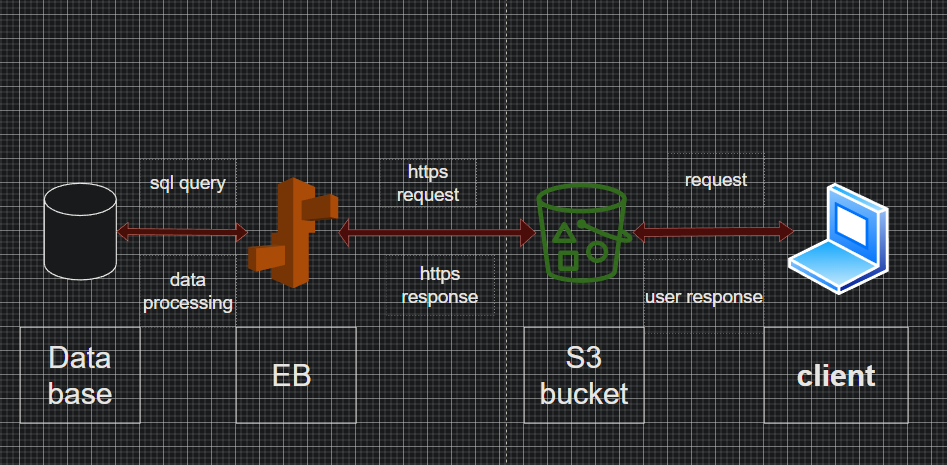 sql query
data
processing
https
request
https
response
request
user response
Data
base
EB
S3
bucket
client